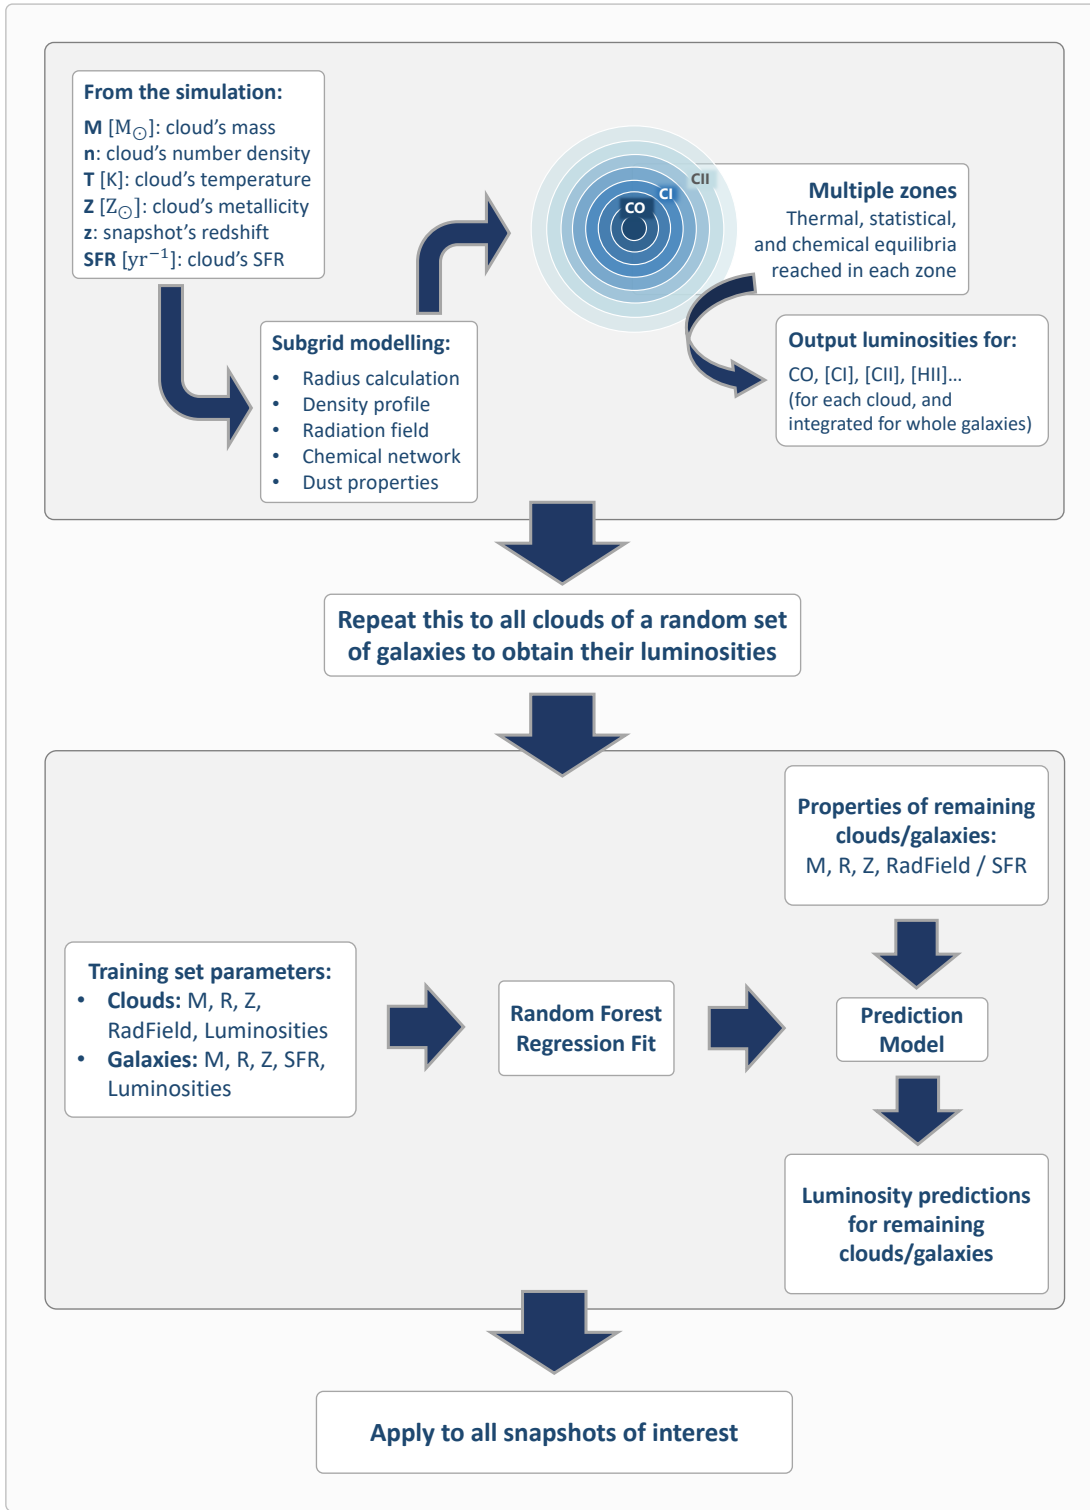 From the simulation:
M [M⊙]: cloud's mass
n: cloud's number density
T [K]: cloud's temperature
Z [Z⊙]: cloud's metallicity
z: snapshot's redshift
SFR [yr⁻¹]: cloud's SFR
Subgrid modelling:
• Radius calculation
• Density profile
• Radiation field
• Chemical network
• Dust properties
CII
CI
CO
Multiple zones
Thermal, statistical,
and chemical equilibria
reached in each zone
Output luminosities for:
CO, [CI], [CII], [HII]...
(for each cloud, and
integrated for whole galaxies)
Repeat this to all clouds of a random set
of galaxies to obtain their luminosities
Training set parameters:
• Clouds: M, R, Z,
RadField, Luminosities
• Galaxies: M, R, Z, SFR,
Luminosities
Random Forest
Regression Fit
Properties of remaining
clouds/galaxies:
M, R, Z, RadField / SFR
Prediction
Model
Luminosity predictions
for remaining
clouds/galaxies
Apply to all snapshots of interest